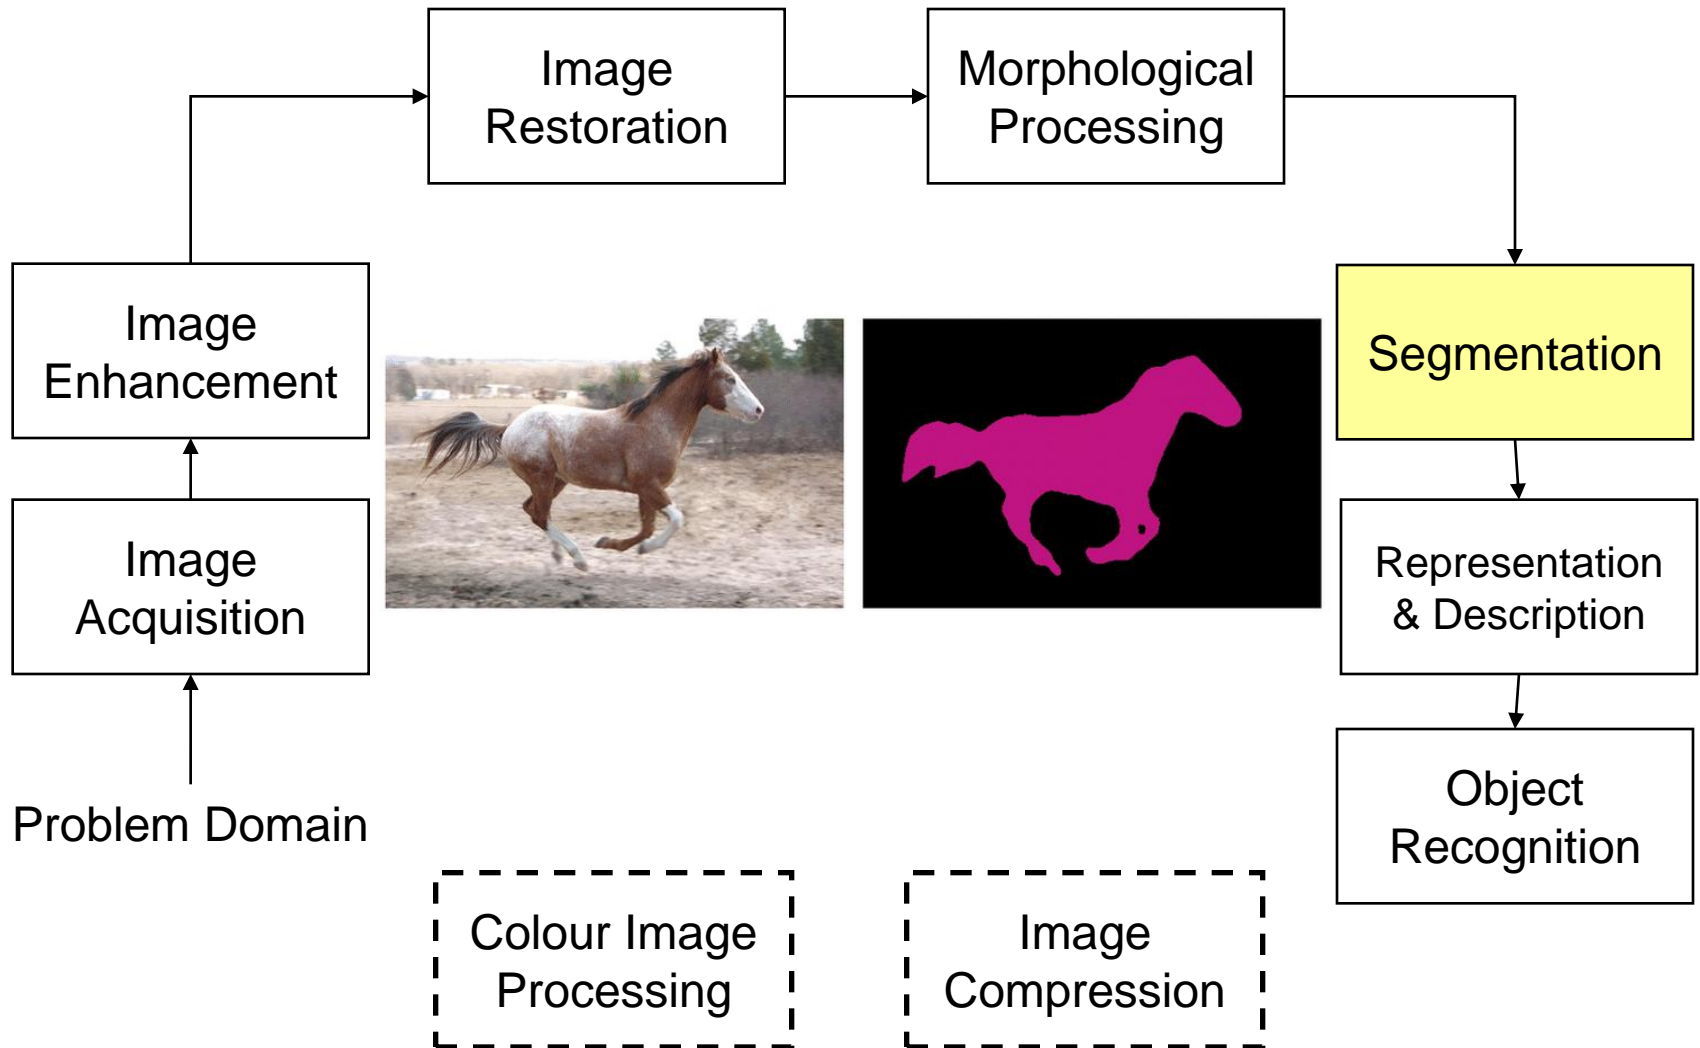 Image
Restoration
Morphological
Processing
Image
Enhancement
Segmentation
Image
Acquisition
Representation
& Description
Problem Domain
Object
Recognition
Colour Image
Processing
Image
Compression